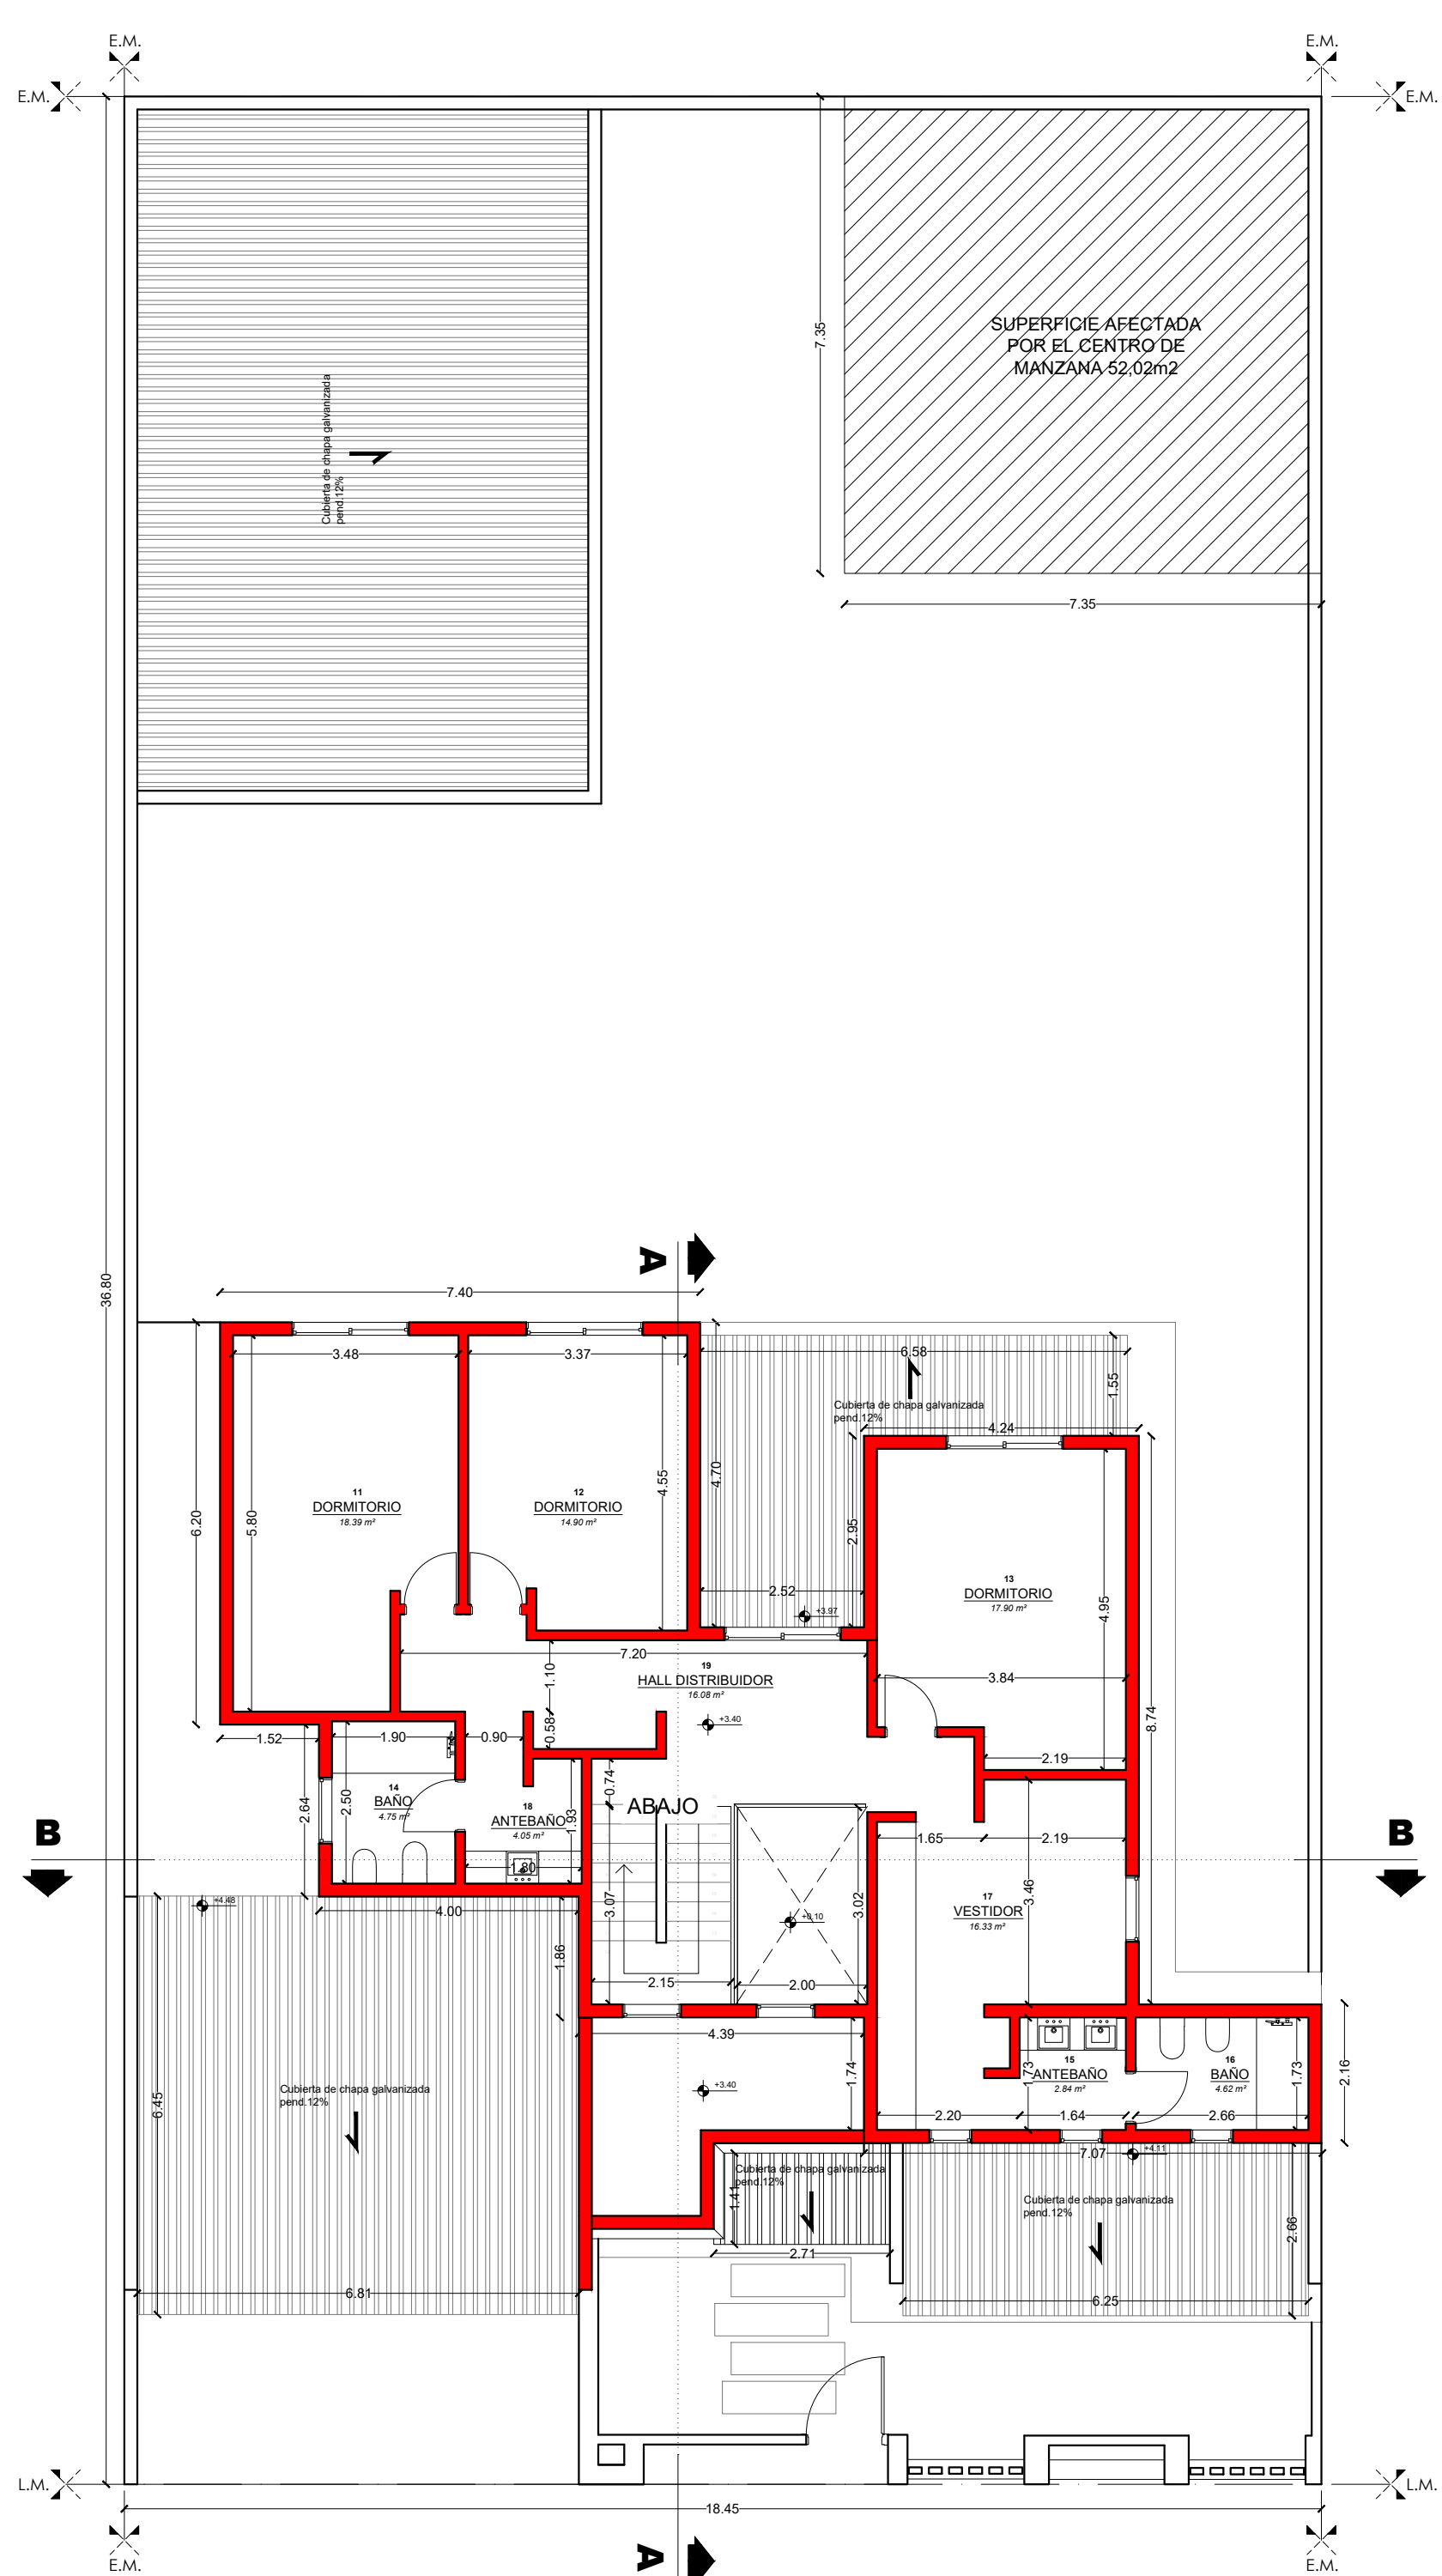 E.M.
E.M.
E.M.
E.M.
SUPERFICIE AFECTADA
POR EL CENTRO DE
MANZANA 52,02m2
7.35
7.35
Cubierta de chapa galvanizada
pend.12%
36.80
A
7.40
3.48
3.37
6.58
1.55
Cubierta de chapa galvanizada
pend.12%
4.24
6.20
5.80
4.55
4.70
2.95
11
DORMITORIO
18.39 m²
12
DORMITORIO
14.90 m²
13
DORMITORIO
17.90 m²
4.95
2.52
+3.97
7.20
1.10
19
HALL DISTRIBUIDOR
16.08 m²
3.84
8.74
+3.40
1.52
1.90
0.90
0.58
2.19
0.74
14
BAÑO
4.75 m²
2.50
2.64
18
ANTEBAÑO
4.05 m²
1.93
ABAJO
B
B
1.65
2.19
1.80
3.46
17
VESTIDOR
16.33 m²
+4.48
4.00
3.07
3.02
+0.10
1.86
2.15
2.00
4.39
1.74
+3.40
1.73
15
ANTEBAÑO
2.84 m²
16
BAÑO
4.62 m²
1.73
2.16
6.45
Cubierta de chapa galvanizada
pend.12%
2.20
1.64
2.66
7.07
+4.11
Cubierta de chapa galvanizada
pend.12%
1.41
Cubierta de chapa galvanizada
pend.12%
2.66
2.71
6.81
6.25
L.M.
L.M.
18.45
A
E.M.
E.M.